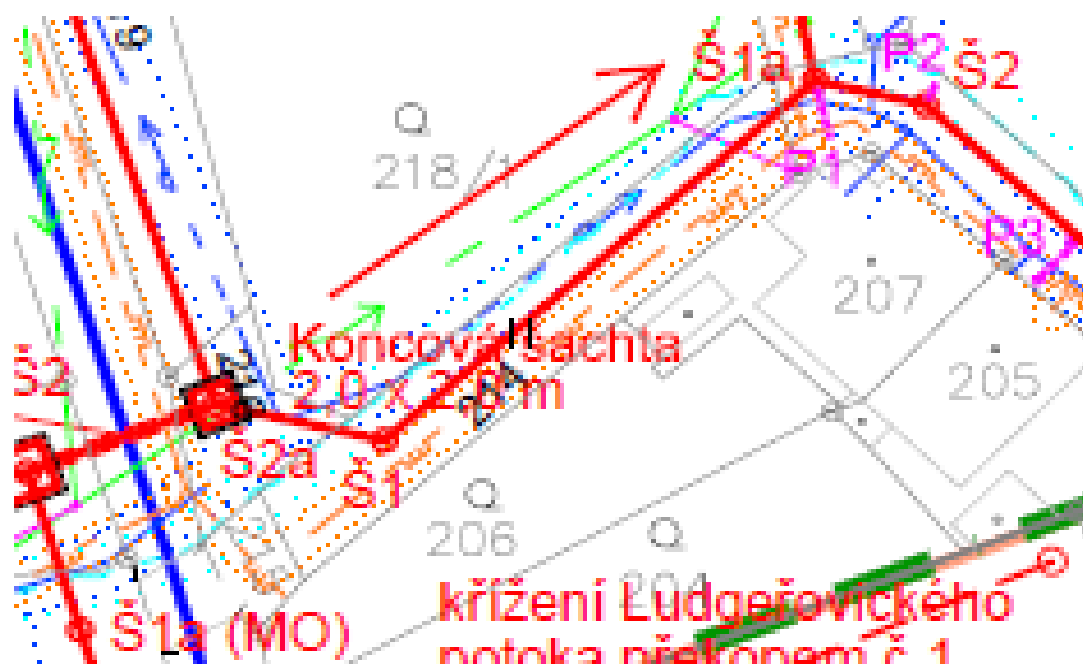 Š1a
P2
Š2
218/1
P1
P3
207
Koncová šachta
2,0 x 2,0 m
205
Š2
Š2a
Š1
206
204
Š1a (MO)
křížení Ludgeřovického
potoka překopem č.1